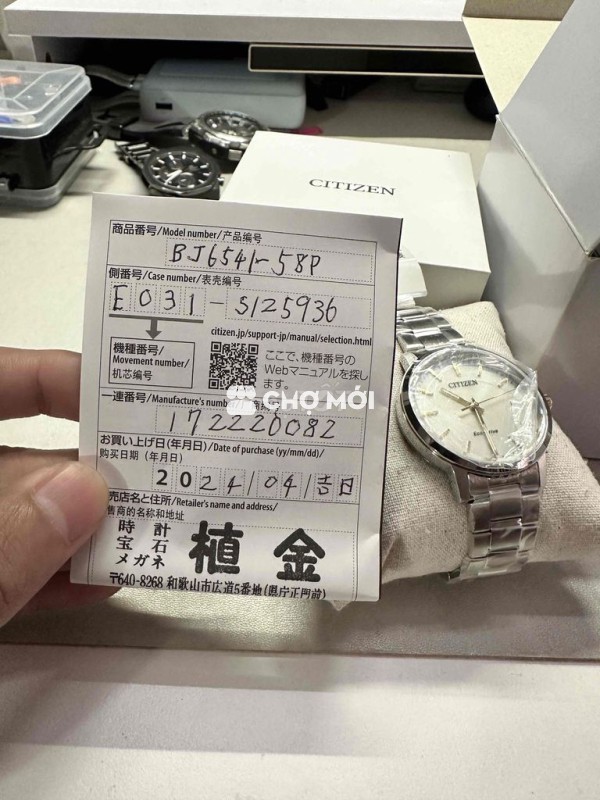 CITIZEN
商品番号/Model number/产品编号
BJ6541-58P
側番号/Case number/表壳编号
E031-S125936
citizen.jp/support-jp/manual/selection.html
機種番号/
Movement number/
机芯编号
ここで、機種番号の
Webマニュアルを探し
ます。
CHỢ MỚI
一連番号/Manufacture's number/
172220082
お買い上げ日(年月日)/Date of purchase (yy/mm/dd)/
购买日期(年月日)
2024/04/吉日
売店名と住所/Retailer's name and address/
售商的名称和地址
時計
宝石
メガネ
植金
〒640-8268 和歌山市広道5番地(県庁正門前)
CITIZEN